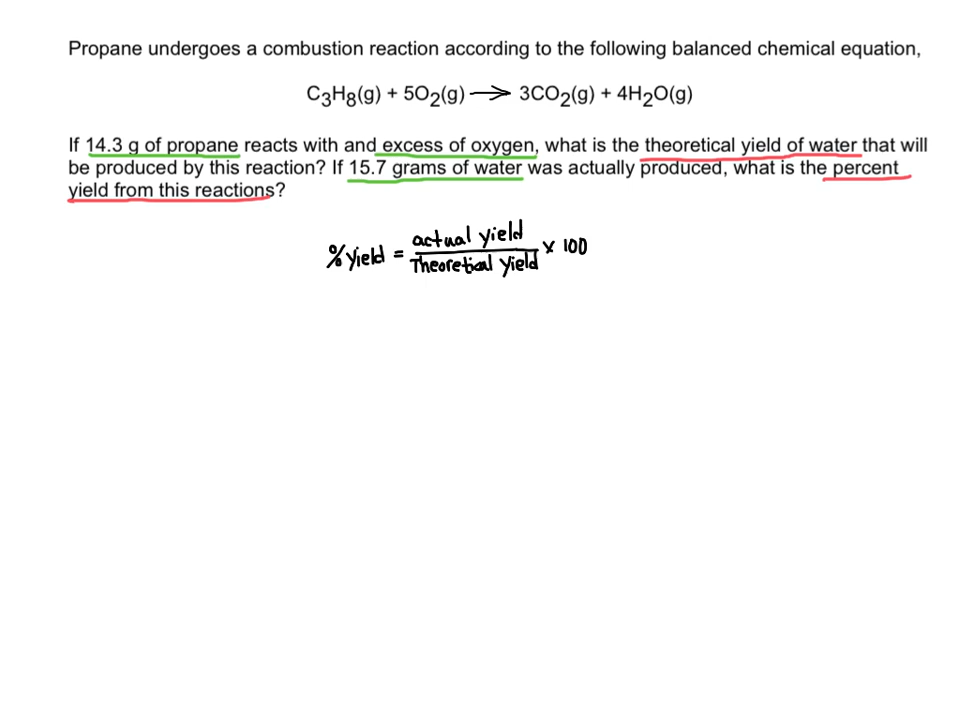 Propane undergoes a combustion reaction according to the following balanced chemical equation,
C₃H₈(g) + 5O₂(g) ⟶ 3CO₂(g) + 4H₂O(g)
If 14.3 g of propane reacts with and excess of oxygen, what is the theoretical yield of water that will
be produced by this reaction? If 15.7 grams of water was actually produced, what is the percent
yield from this reactions?
actual yield
% yield = ――― x 100
Theoretical yield